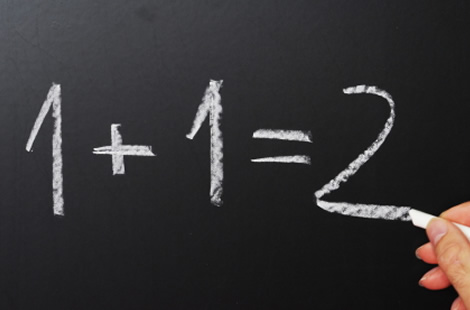 1 + 1 = 2